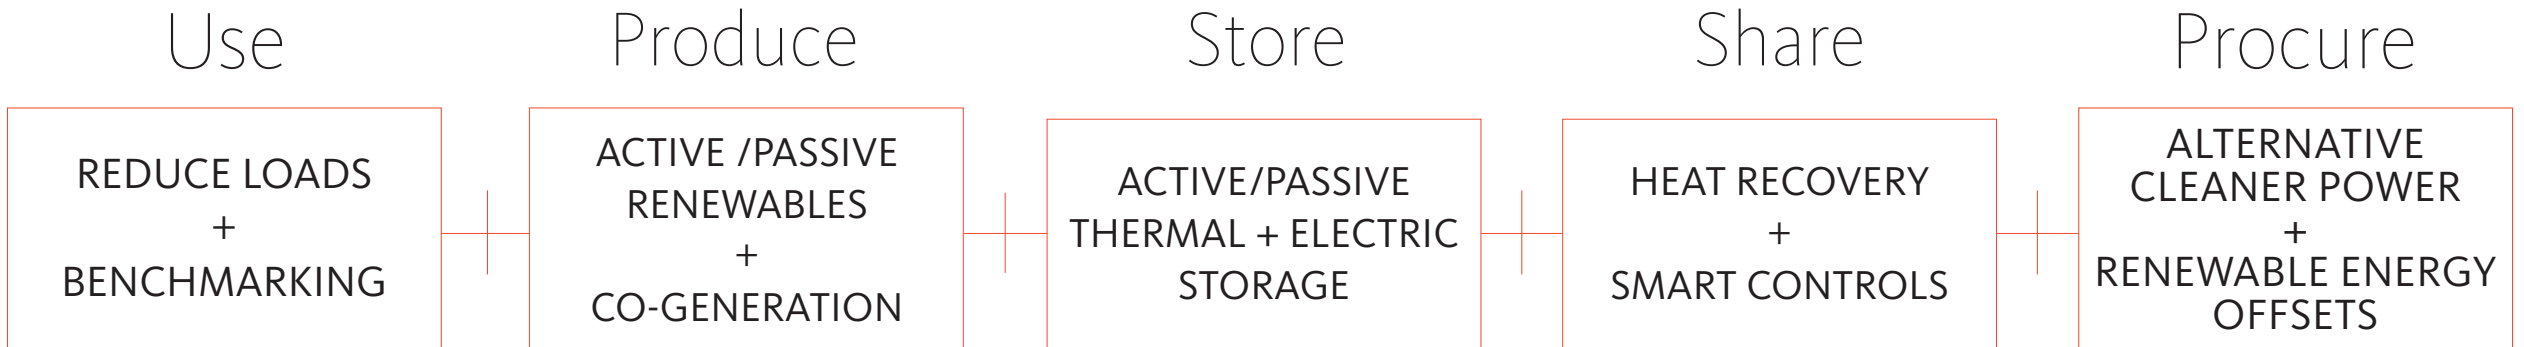 Use
REDUCE LOADS
+
BENCHMARKING
Produce
ACTIVE /PASSIVE
RENEWABLES
+
CO-GENERATION
Store
ACTIVE/PASSIVE
THERMAL + ELECTRIC
STORAGE
Share
HEAT RECOVERY
+
SMART CONTROLS
Procure
ALTERNATIVE
CLEANER POWER
+
RENEWABLE ENERGY
OFFSETS